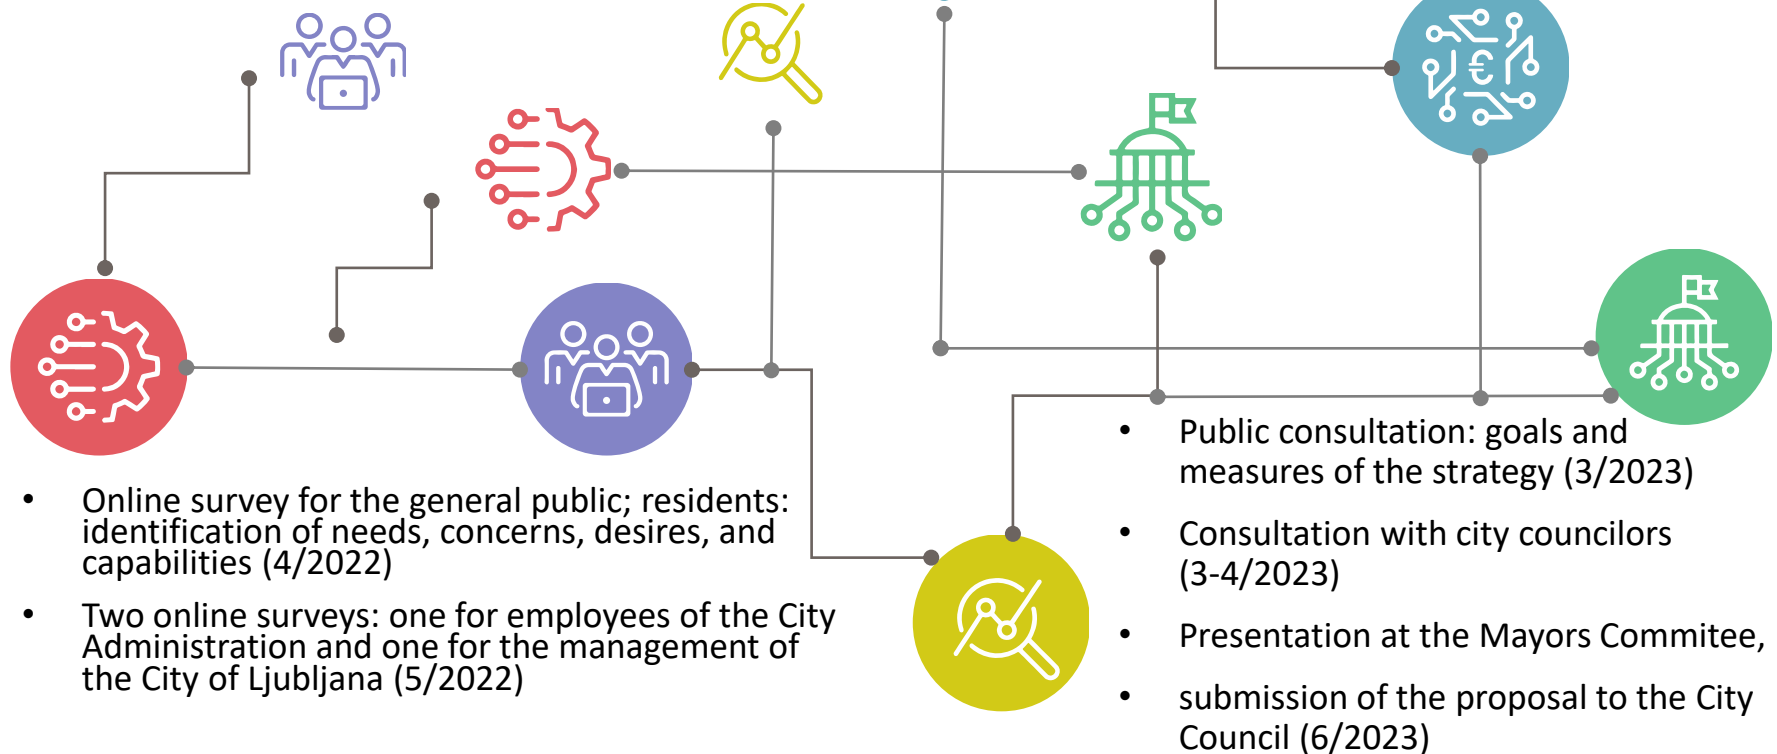 • Online survey for the general public; residents:
identification of needs, concerns, desires, and
capabilities (4/2022)
• Two online surveys: one for employees of the City
Administration and one for the management of
the City of Ljubljana (5/2022)
€
• Public consultation: goals and
measures of the strategy (3/2023)
• Consultation with city councilors
(3-4/2023)
• Presentation at the Mayors Commitee,
• submission of the proposal to the City
Council (6/2023)